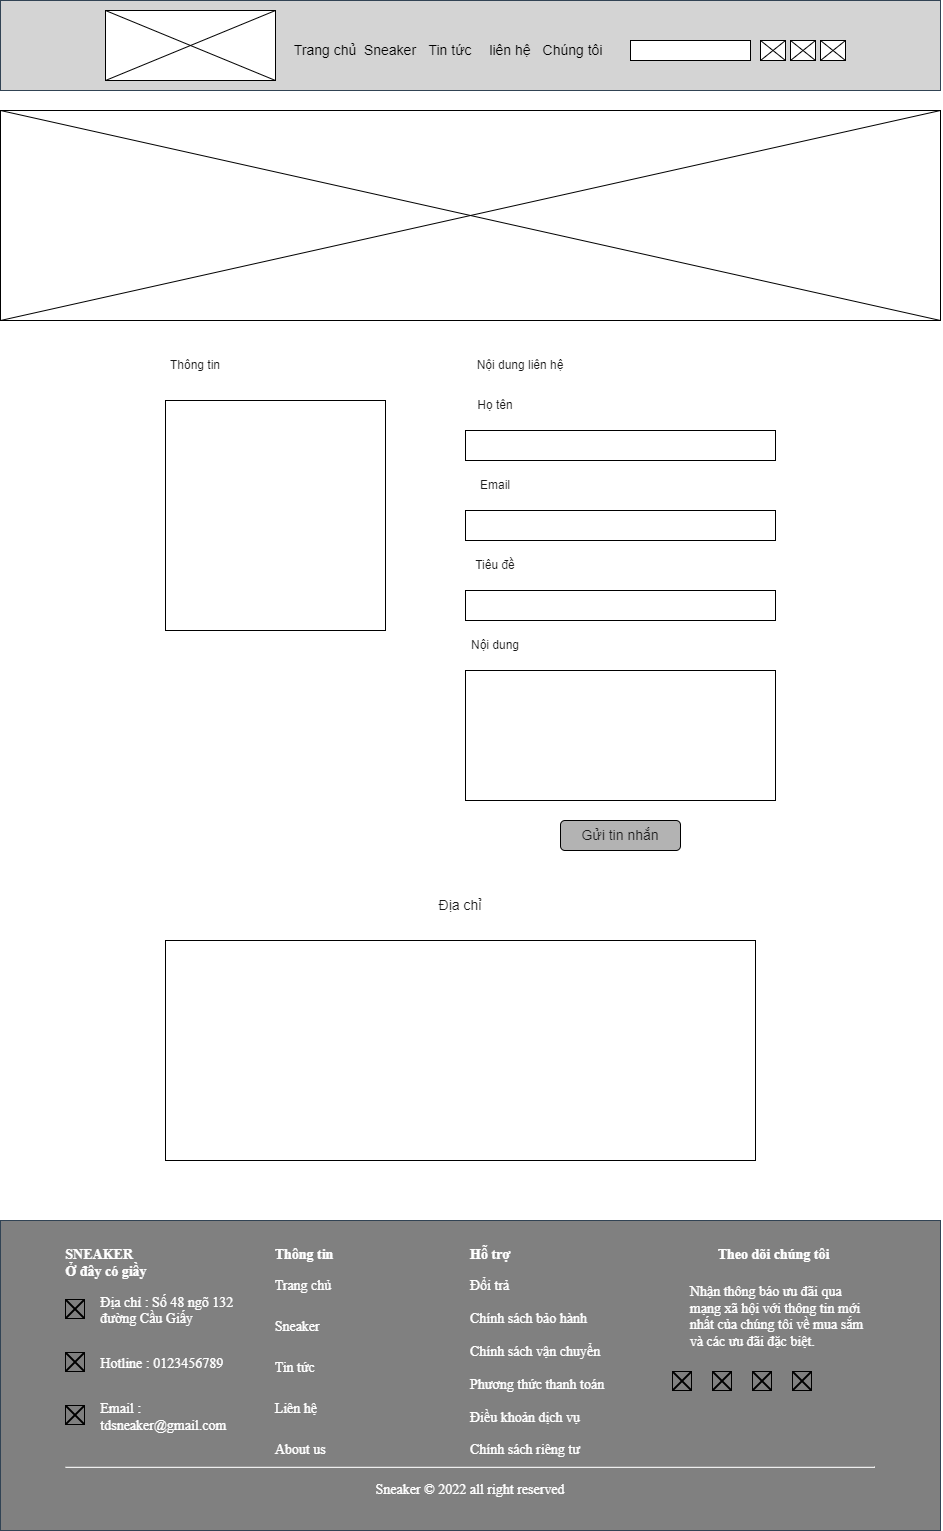 Trang chủ Sneaker Tin tức liên hệ Chúng tôi
Thông tin
Nội dung liên hệ
Họ tên
Email
Tiêu đề
Nội dung
Gửi tin nhắn
Địa chỉ
SNEAKER
Ở đây có giầy
Địa chỉ : Số 48 ngõ 132
đường Cầu Giấy
Hotline : 0123456789
Email :
tdsneaker@gmail.com
Thông tin
Trang chủ
Sneaker
Tin tức
Liên hệ
About us
Hỗ trợ
Đổi trả
Chính sách bảo hành
Chính sách vận chuyển
Phương thức thanh toán
Điều khoản dịch vụ
Chính sách riêng tư
Theo dõi chúng tôi
Nhận thông báo ưu đãi qua
mạng xã hội với thông tin mới
nhất của chúng tôi về mua sắm
và các ưu đãi đặc biệt.
Sneaker © 2022 all right reserved